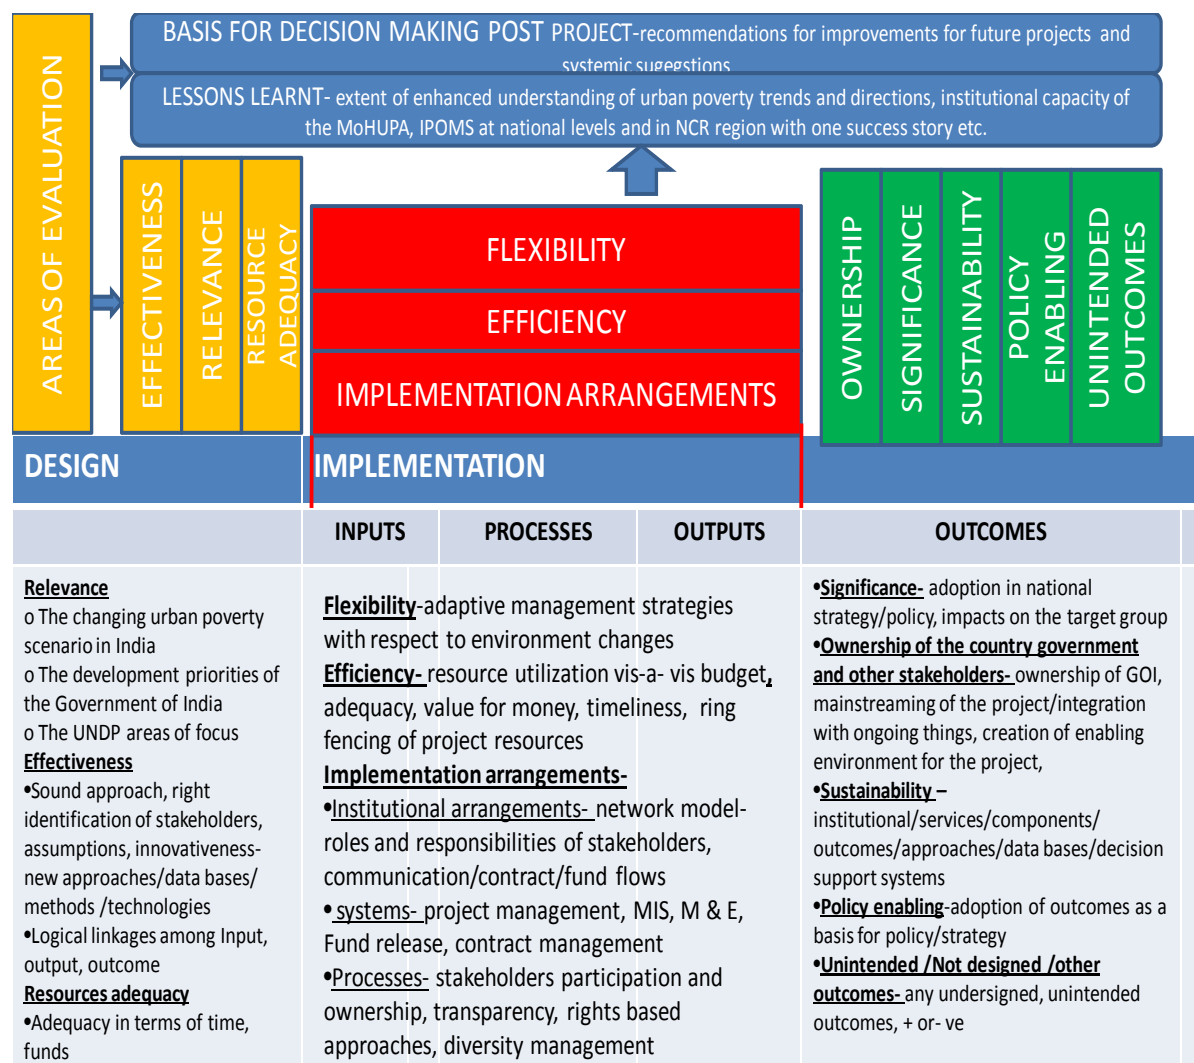 AREAS OF EVALUATION
BASIS FOR DECISION MAKING POST PROJECT-recommendations for improvements for future projects and
systemic sugegstions
LESSONS LEARNT- extent of enhanced understanding of urban poverty trends and directions, institutional capacity of
the MoHUPA, IPOMS at national levels and in NCR region with one success story etc.
EFFECTIVENESS
RELEVANCE
RESOURCE
ADEQUACY
FLEXIBILITY
EFFICIENCY
IMPLEMENTATION ARRANGEMENTS
OWNERSHIP
SIGNIFICANCE
SUSTAINABILITY
POLICY
ENABLING
UNINTENDED
OUTCOMES
DESIGN
IMPLEMENTATION
INPUTS
PROCESSES
OUTPUTS
OUTCOMES
Relevance
o The changing urban poverty
scenario in India
o The development priorities of
the Government of India
o The UNDP areas of focus
Effectiveness
•Sound approach, right
identification of stakeholders,
assumptions, innovativeness-
new approaches/data bases/
methods /technologies
•Logical linkages among Input,
output, outcome
Resources adequacy
•Adequacy in terms of time,
funds
Flexibility-adaptive management strategies
with respect to environment changes
Efficiency- resource utilization vis-a- vis budget,
adequacy, value for money, timeliness, ring
fencing of project resources
Implementation arrangements-
•Institutional arrangements- network model-
roles and responsibilities of stakeholders,
communication/contract/fund flows
• systems- project management, MIS, M & E,
Fund release, contract management
•Processes- stakeholders participation and
ownership, transparency, rights based
approaches, diversity management
•Significance- adoption in national
strategy/policy, impacts on the target group
•Ownership of the country government
and other stakeholders- ownership of GOI,
mainstreaming of the project/integration
with ongoing things, creation of enabling
environment for the project,
•Sustainability –
institutional/services/components/
outcomes/approaches/data bases/decision
support systems
•Policy enabling-adoption of outcomes as a
basis for policy/strategy
•Unintended /Not designed /other
outcomes- any undersigned, unintended
outcomes, + or- ve